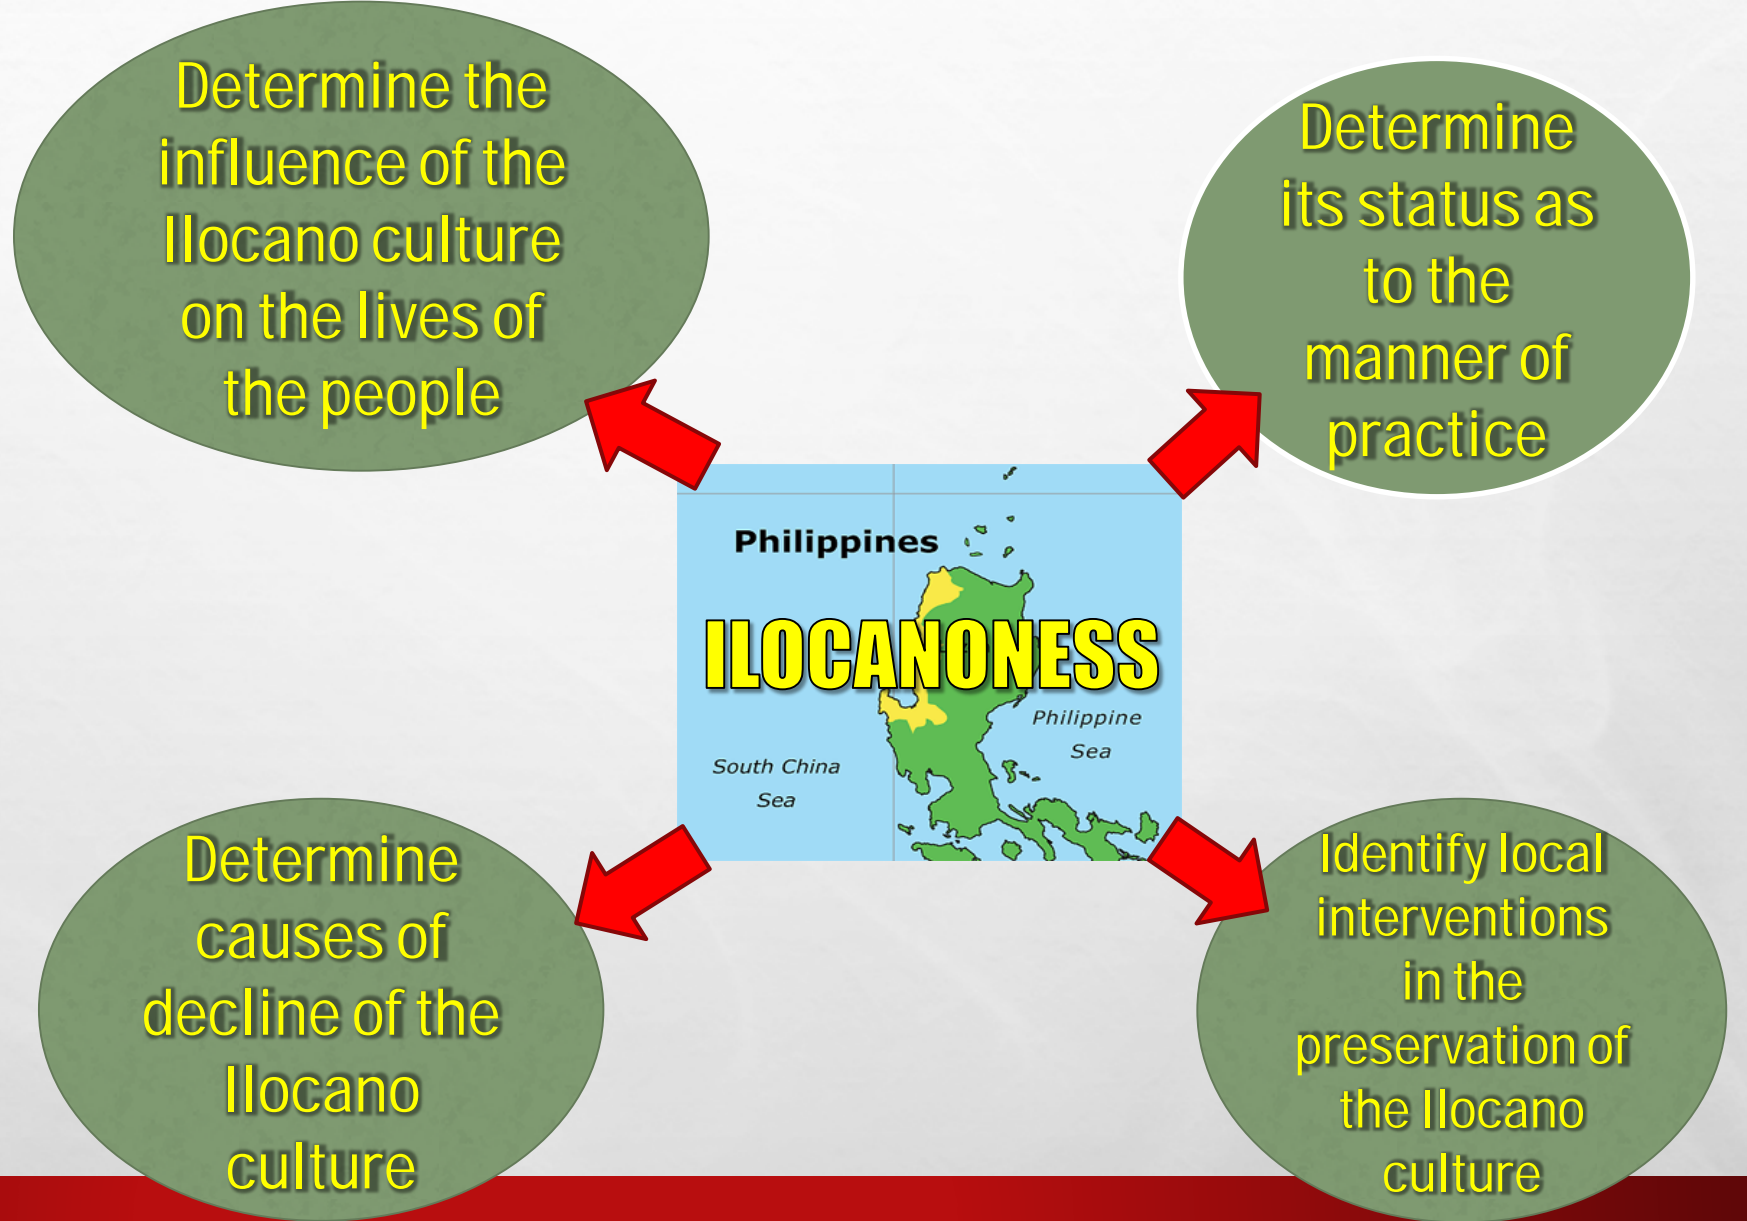 Determine the
influence of the
Ilocano culture
on the lives of
the people
Determine
its status as
to the
manner of
practice
Philippines
ILOCANONESS
Philippine
Sea
South China
Sea
Determine
causes of
decline of the
Ilocano
culture
Identify local
interventions
in the
preservation of
the Ilocano
culture